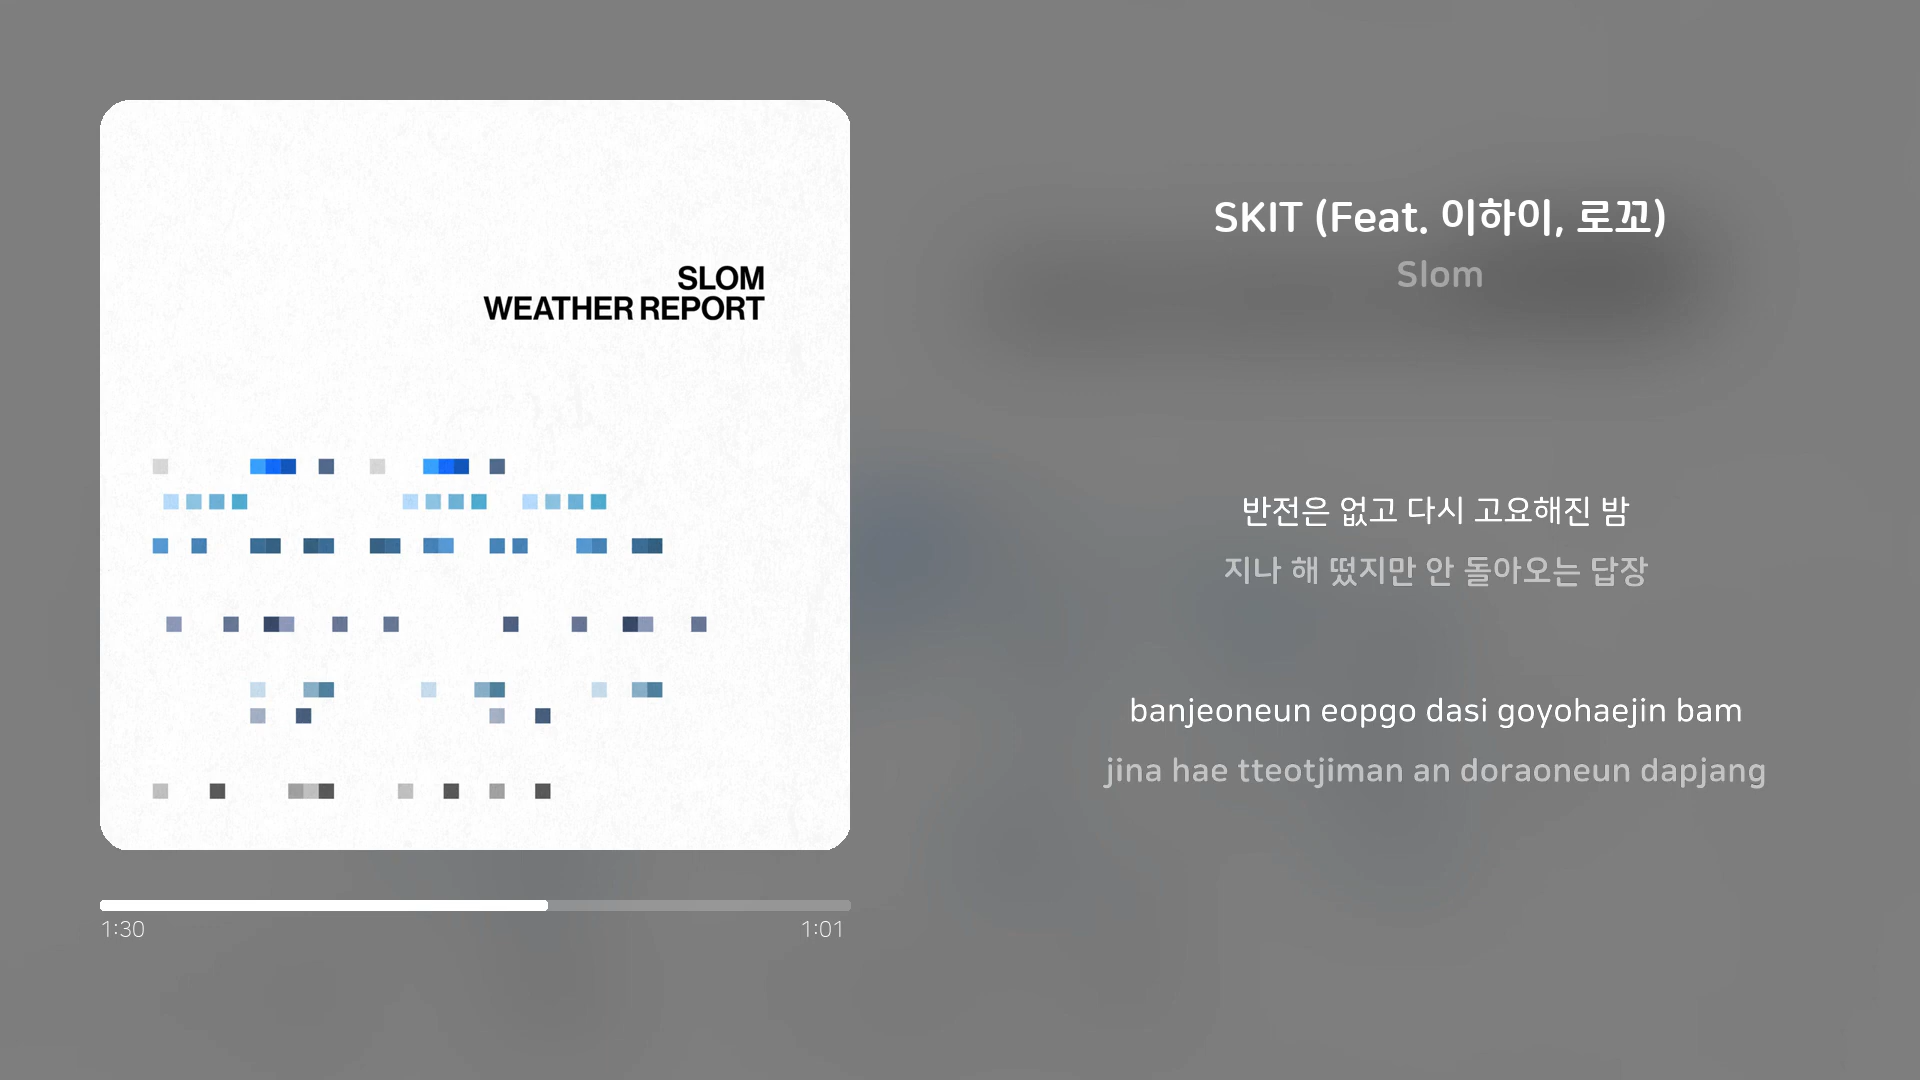 SLOM
WEATHER REPORT
1:30
1:01
SKIT (Feat. 이하이, 로꼬)
Slom
반전은 없고 다시 고요해진 밤
지나 해 떴지만 안 돌아오는 답장
banjeoneun eopgo dasi goyohaejin bam
jina hae tteotjiman an doraoneun dapjang